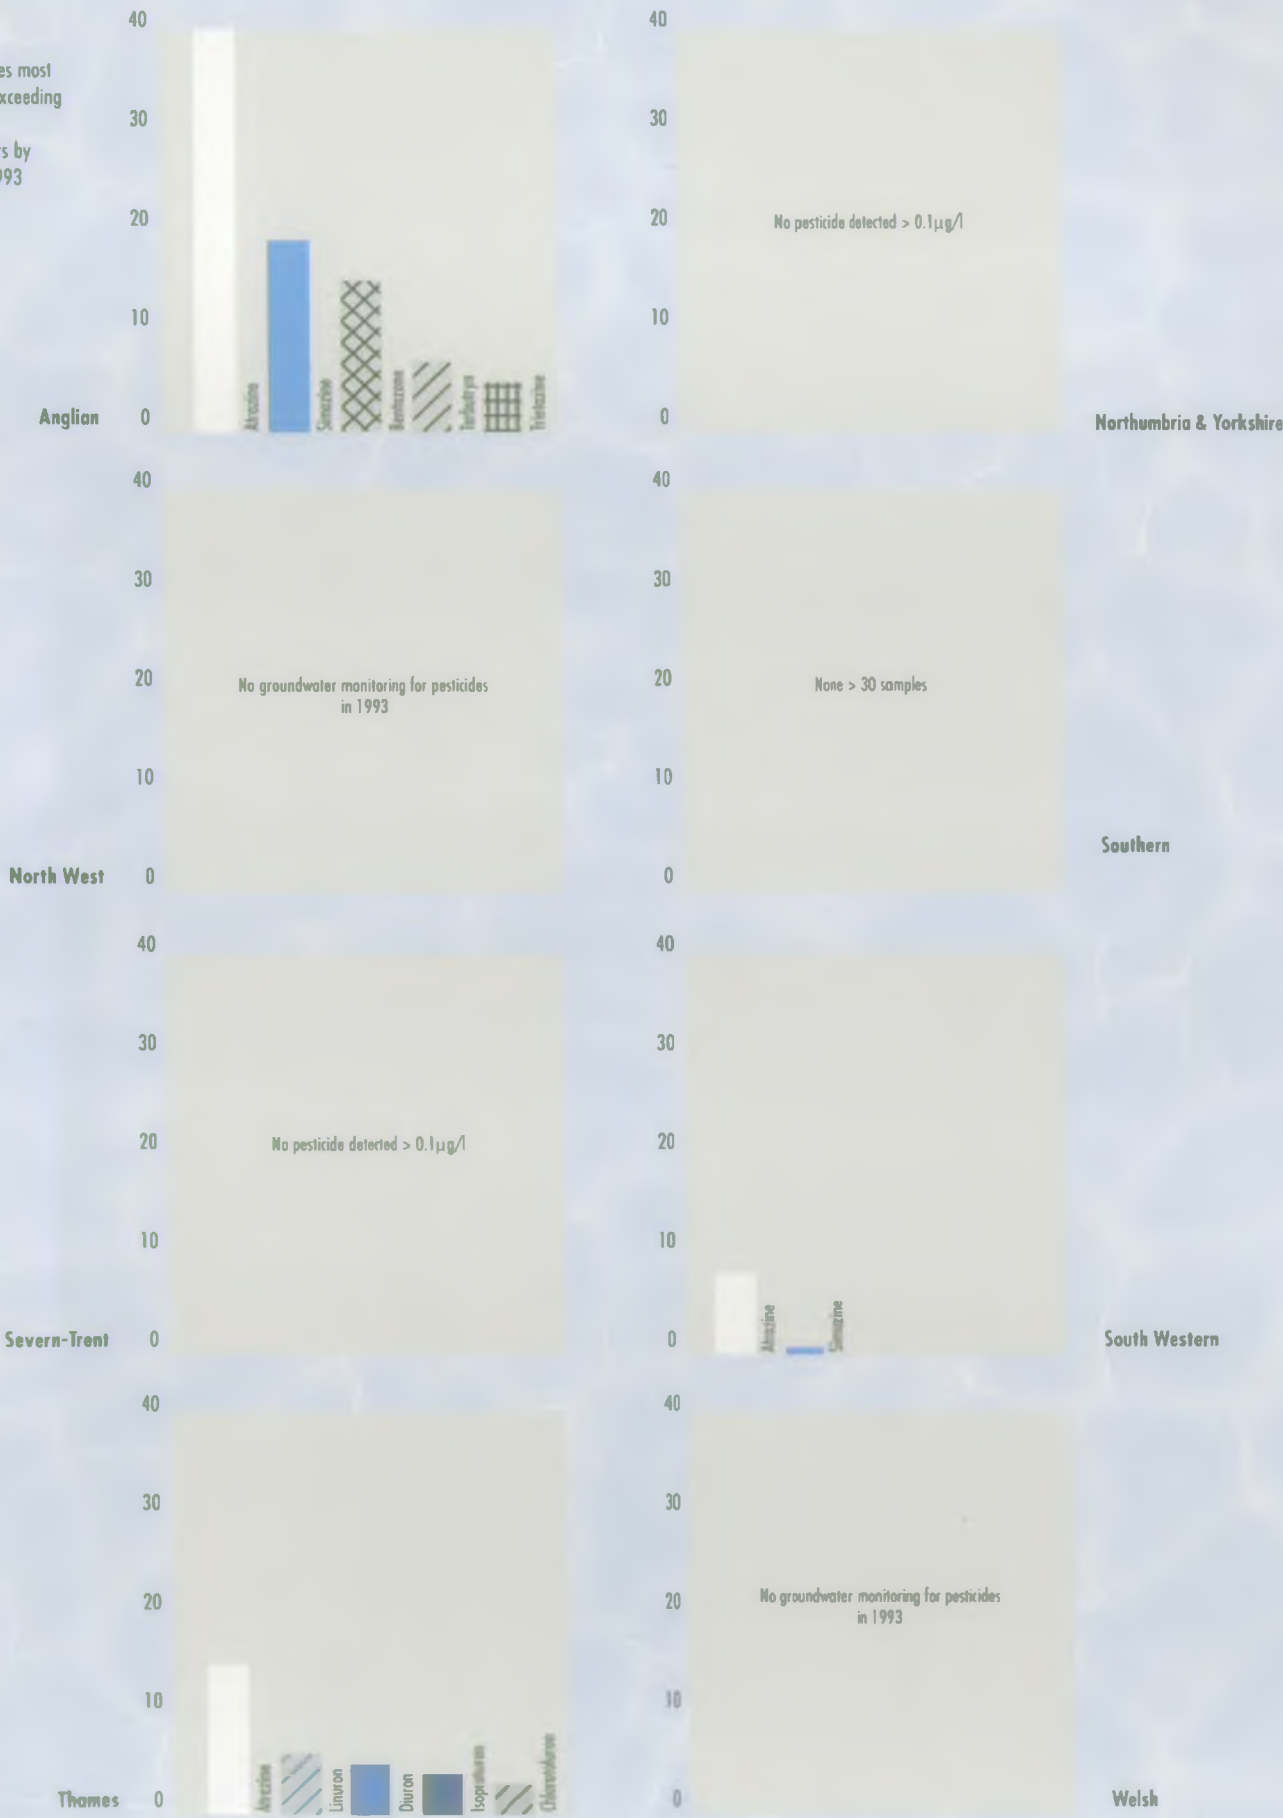 es most
xceeding
s by
993
40
30
20
10
0
Anglian
Atrazine
Simazine
Bentazone
Terbutryn
Trietazine
40
30
20
10
0
No pesticide detected > 0.1µg/l
Northumbria & Yorkshire
40
30
20
10
0
North West
No groundwater monitoring for pesticides
in 1993
40
30
20
10
0
None > 30 samples
Southern
40
30
20
10
0
Severn-Trent
No pesticide detected > 0.1µg/l
40
30
20
10
0
Atrazine
Simazine
South Western
40
30
20
10
0
Thames
Atrazine
Linuron
Diuron
Isoproturon
Chlorotoluron
40
30
20
10
0
No groundwater monitoring for pesticides
in 1993
Welsh